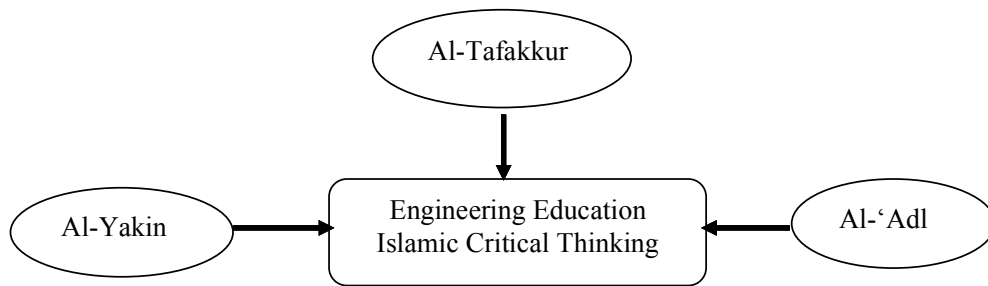 Al-Tafakkur
Al-Yakin
Engineering Education
Islamic Critical Thinking
Al-‘Adl